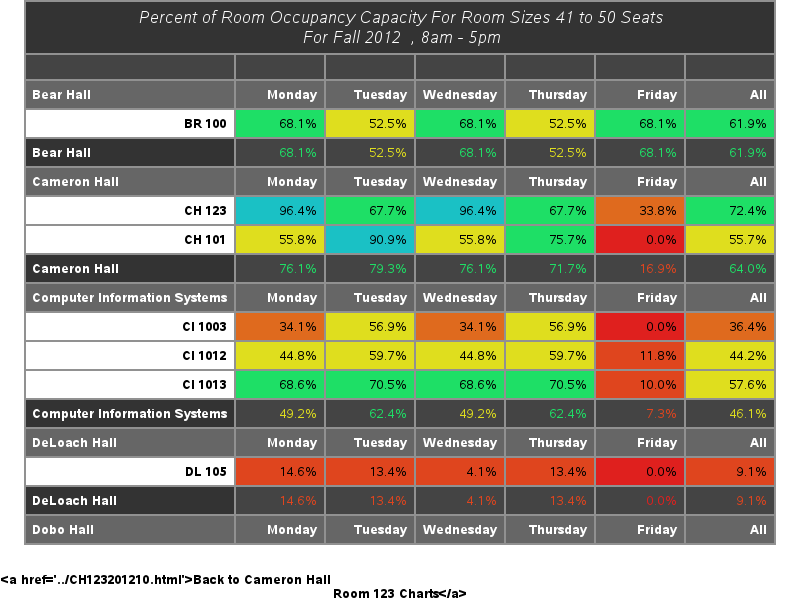 Percent of Room Occupancy Capacity For Room Sizes 41 to 50 Seats
For Fall 2012 , 8am - 5pm
Bear Hall Monday Tuesday Wednesday Thursday Friday All
BR 100 68.1% 52.5% 68.1% 52.5% 68.1% 61.9%
Bear Hall 68.1% 52.5% 68.1% 52.5% 68.1% 61.9%
Cameron Hall Monday Tuesday Wednesday Thursday Friday All
CH 123 96.4% 67.7% 96.4% 67.7% 33.8% 72.4%
CH 101 55.8% 90.9% 55.8% 75.7% 0.0% 55.7%
Cameron Hall 76.1% 79.3% 76.1% 71.7% 16.9% 64.0%
Computer Information Systems Monday Tuesday Wednesday Thursday Friday All
CI 1003 34.1% 56.9% 34.1% 56.9% 0.0% 36.4%
CI 1012 44.8% 59.7% 44.8% 59.7% 11.8% 44.2%
CI 1013 68.6% 70.5% 68.6% 70.5% 10.0% 57.6%
Computer Information Systems 49.2% 62.4% 49.2% 62.4% 7.3% 46.1%
DeLoach Hall Monday Tuesday Wednesday Thursday Friday All
DL 105 14.6% 13.4% 4.1% 13.4% 0.0% 9.1%
DeLoach Hall 14.6% 13.4% 4.1% 13.4% 0.0% 9.1%
Dobo Hall Monday Tuesday Wednesday Thursday Friday All
<a href='../CH123201210.html'>Back to Cameron Hall
Room 123 Charts</a>